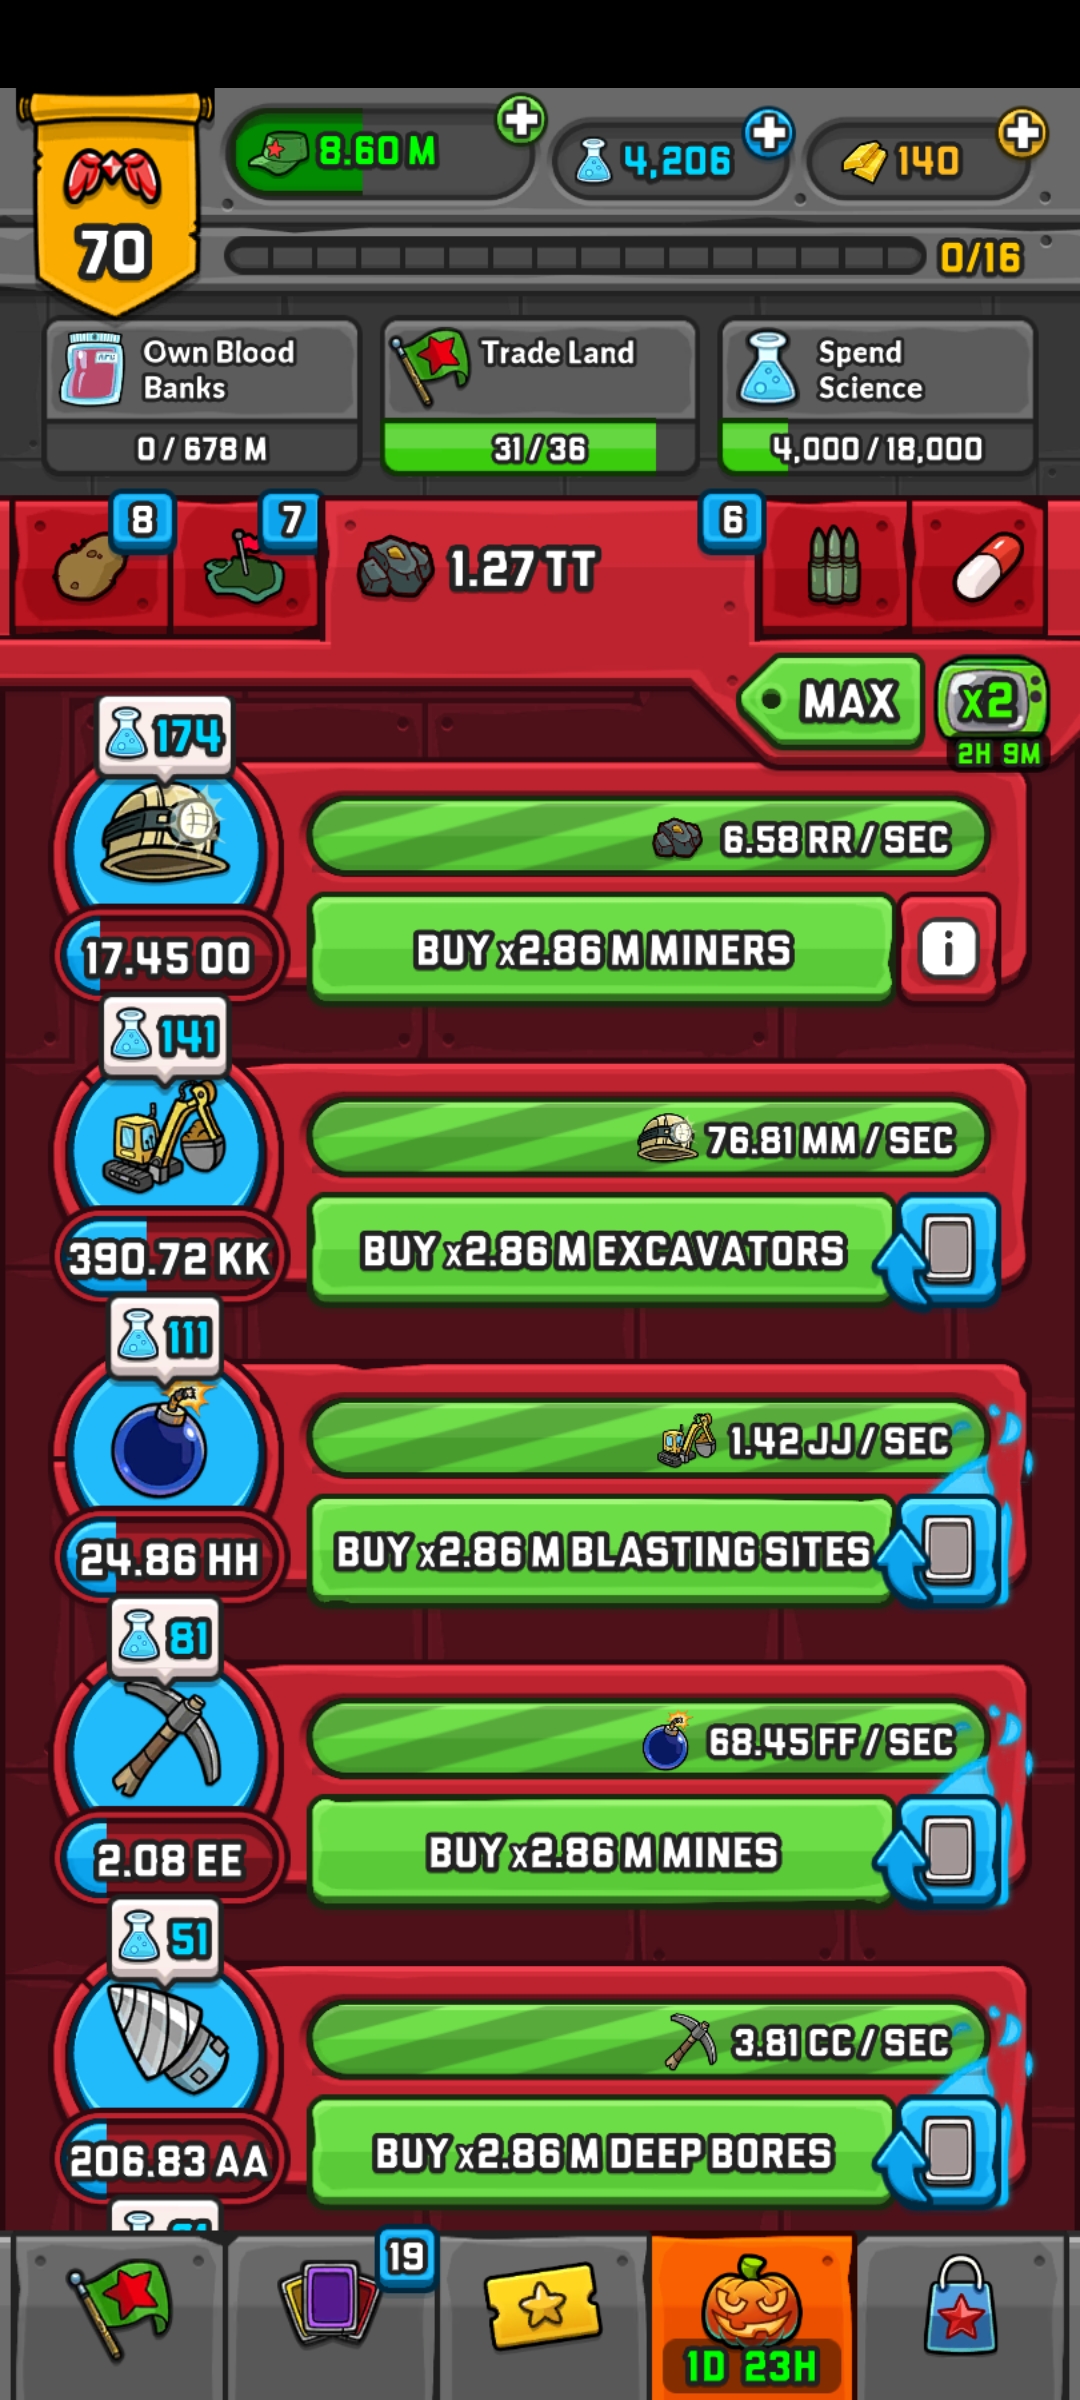 8.60 M
4,206
140
70
0/16
Own Blood
Banks
0 / 678 M
Trade Land
31 / 36
Spend
Science
4,000 / 18,000
8
7
1.27 TT
6
MAX
x2
2H 9M
174
6.58 RR / SEC
BUY x2.86 M MINERS
i
17.45 OO
141
76.81 MM / SEC
BUY x2.86 M EXCAVATORS
390.72 KK
111
1.42 JJ / SEC
BUY x2.86 M BLASTING SITES
24.86 HH
81
68.45 FF / SEC
BUY x2.86 M MINES
2.08 EE
51
3.81 CC / SEC
BUY x2.86 M DEEP BORES
206.83 AA
19
1D 23H